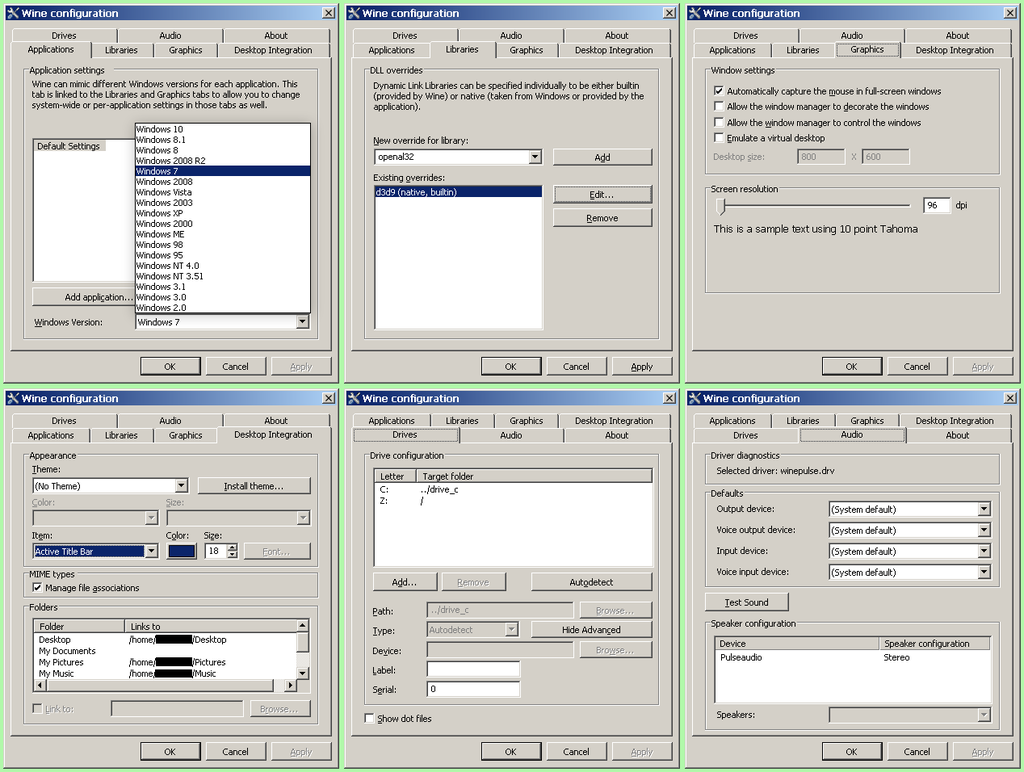 Wine configuration
Drives Audio About
Applications Libraries Graphics Desktop Integration
Application settings
Wine can mimic different Windows versions for each application. This
tab is linked to the Libraries and Graphics tabs to allow you to change
system-wide or per-application settings in those tabs as well.
Default Settings
Windows 10
Windows 8.1
Windows 8
Windows 2008 R2
Windows 7
Windows 2008
Windows Vista
Windows 2003
Windows XP
Windows 2000
Windows ME
Windows 98
Windows 95
Windows NT 4.0
Windows NT 3.51
Windows 3.1
Windows 3.0
Windows 2.0
Add application...
Windows Version: Windows 7
OK Cancel Apply
Wine configuration
Drives Audio About
Applications Libraries Graphics Desktop Integration
DLL overrides
Dynamic Link Libraries can be specified individually to be either builtin
(provided by Wine) or native (taken from Windows or provided by the
application).
New override for library:
openal32 Add
Existing overrides:
d3d9 (native, builtin) Edit...
Remove
OK Cancel Apply
Wine configuration
Drives Audio About
Applications Libraries Graphics Desktop Integration
Window settings
Automatically capture the mouse in full-screen windows
Allow the window manager to decorate the windows
Allow the window manager to control the windows
Emulate a virtual desktop
Desktop size: 800 X 600
Screen resolution
96 dpi
This is a sample text using 10 point Tahoma
OK Cancel Apply
Wine configuration
Drives Audio About
Applications Libraries Graphics Desktop Integration
Appearance
Theme:
(No Theme) Install theme...
Color: Size:
Item: Color: Size:
Active Title Bar 18 Font...
MIME types
Manage file associations
Folders
Folder Links to
Desktop /home/ /Desktop
My Documents
My Pictures /home/ /Pictures
My Music /home/ /Music
Link to: Browse...
OK Cancel Apply
Wine configuration
Applications Libraries Graphics Desktop Integration
Drives Audio About
Drive configuration
Letter Target folder
C: ../drive_c
Z: /
Add... Remove Autodetect
Path: ../drive_c Browse...
Type: Autodetect Hide Advanced
Device: Browse...
Label:
Serial: 0
Show dot files
OK Cancel Apply
Wine configuration
Applications Libraries Graphics Desktop Integration
Drives Audio About
Driver diagnostics
Selected driver: winepulse.drv
Defaults
Output device: (System default)
Voice output device: (System default)
Input device: (System default)
Voice input device: (System default)
Test Sound
Speaker configuration
Device Speaker configuration
Pulseaudio Stereo
Speakers:
OK Cancel Apply